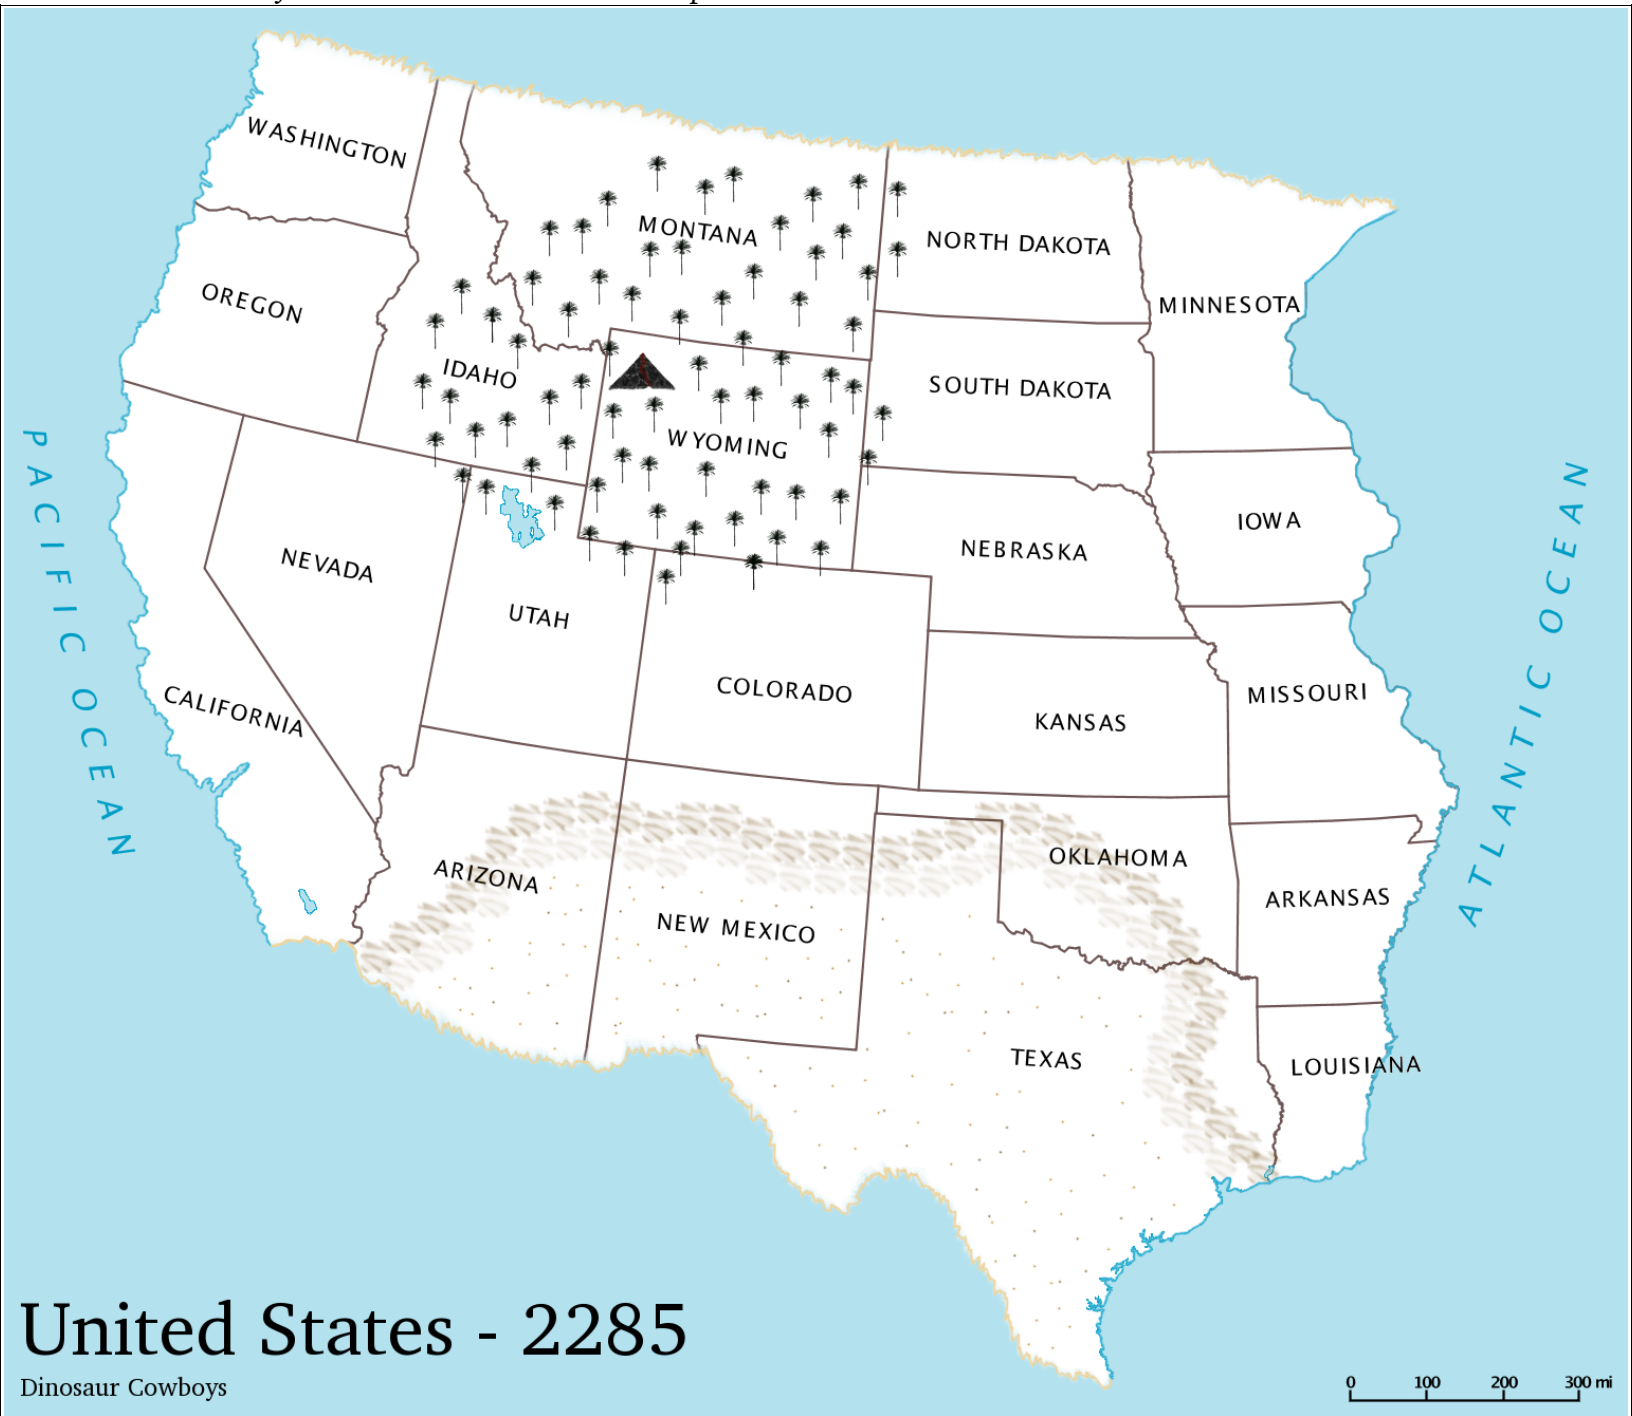 WASHINGTON
MONTANA
NORTH DAKOTA
MINNESOTA
OREGON
IDAHO
SOUTH DAKOTA
WYOMING
IOWA
NEBRASKA
NEVADA
UTAH
COLORADO
KANSAS
MISSOURI
CALIFORNIA
PACIFIC OCEAN
ATLANTIC OCEAN
ARIZONA
NEW MEXICO
OKLAHOMA
ARKANSAS
TEXAS
LOUISIANA
United States - 2285
Dinosaur Cowboys
0 100 200 300 mi